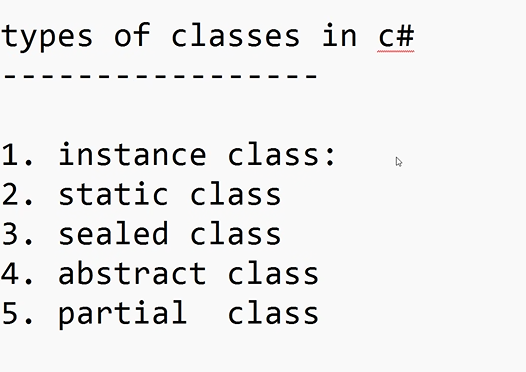 types of classes in c#
-----------------
1. instance class:
2. static class
3. sealed class
4. abstract class
5. partial  class